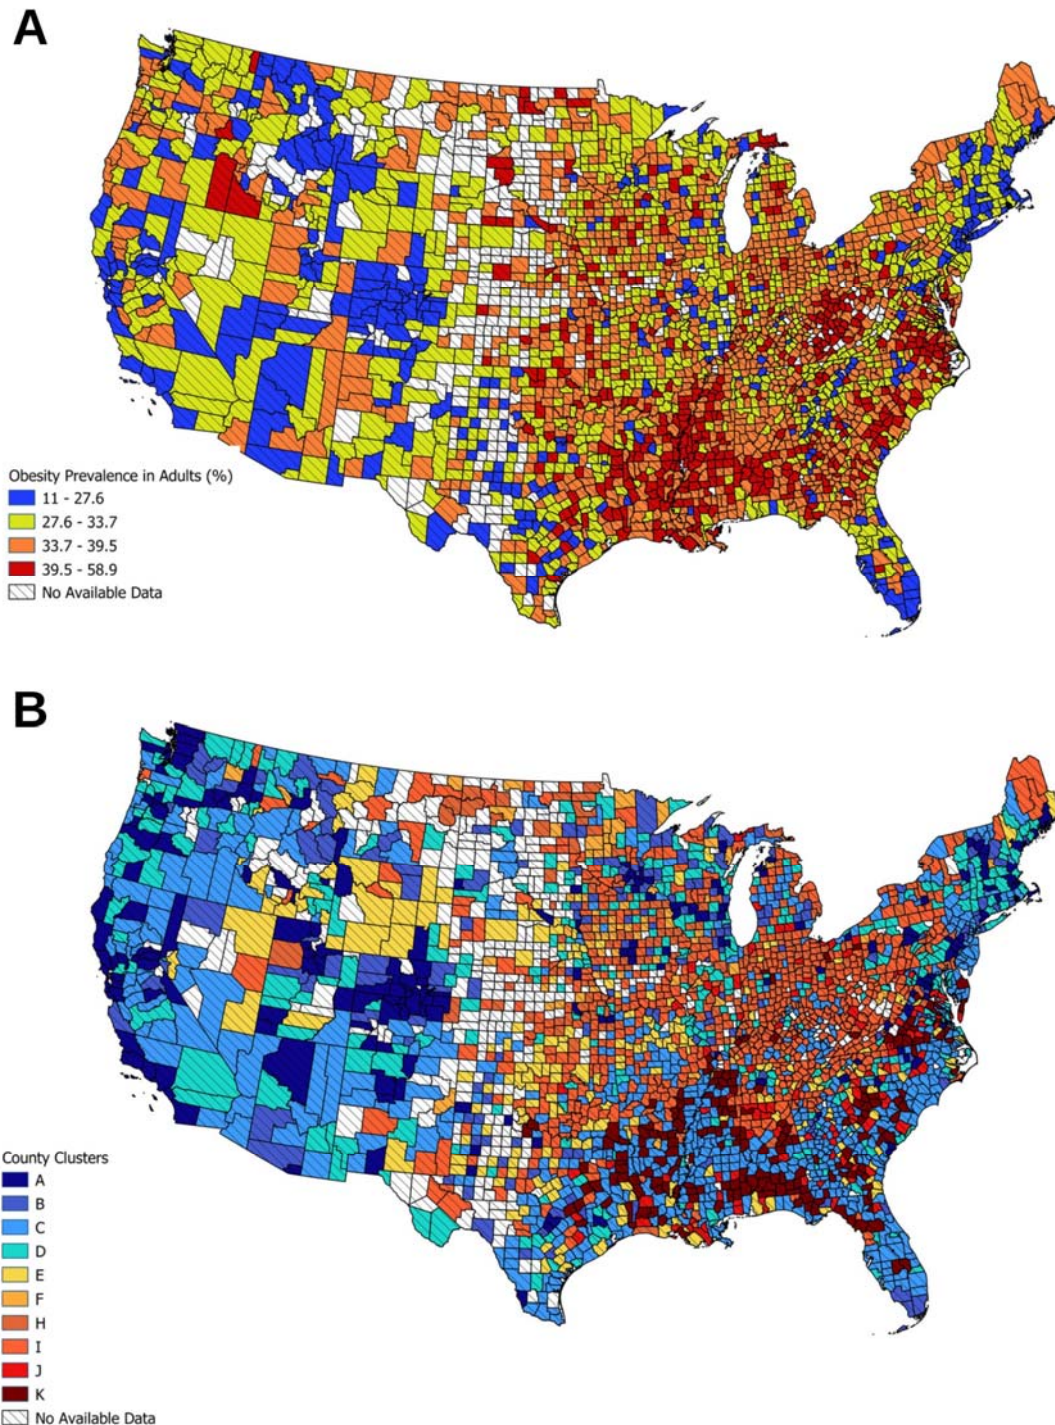 A
Obesity Prevalence in Adults (%)
11 - 27.6
27.6 - 33.7
33.7 - 39.5
39.5 - 58.9
No Available Data
B
County Clusters
A
B
C
D
E
F
H
I
J
K
No Available Data